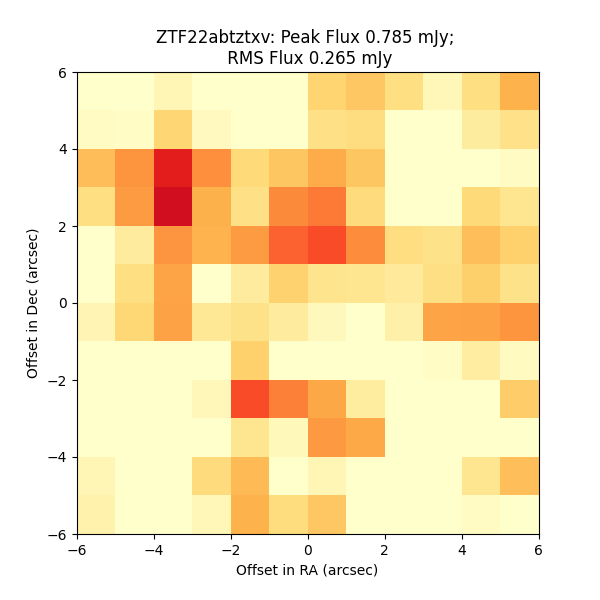 ZTF22abtztxv: Peak Flux 0.785 mJy;
RMS Flux 0.265 mJy
6
4
2
0
−2
−4
−6
Offset in Dec (arcsec)
−6 −4 −2 0 2 4 6
Offset in RA (arcsec)